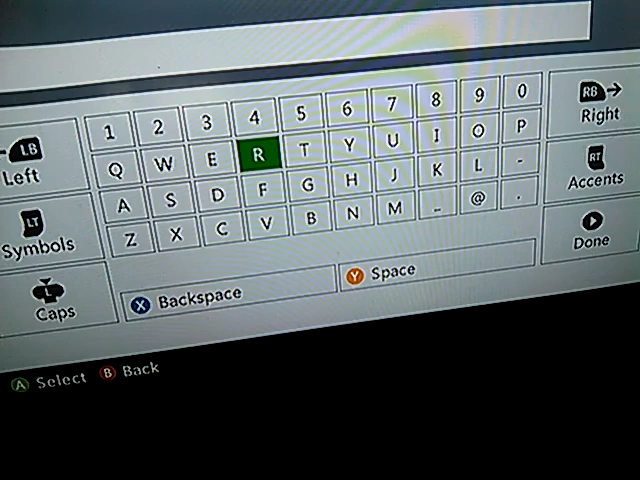 1 2 3 4 5 6 7 8 9 0
LB Left
Q W E R T Y U I O P
RB Right
A S D F G H J K L -
LT Symbols
RT Accents
Z X C V B N M _ @ .
L Caps
X Backspace
Y Space
Done
A Select B Back